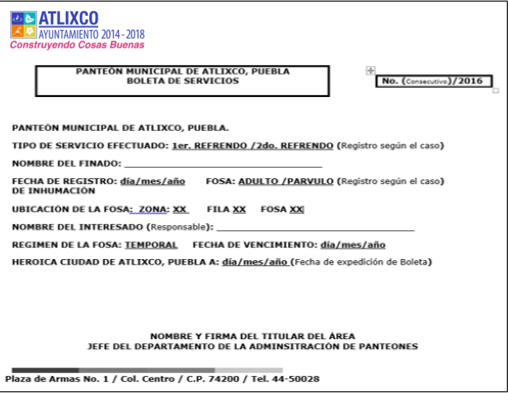 ATLIXCO
AYUNTAMIENTO 2014 - 2018
Construyendo Cosas Buenas
PANTEÓN MUNICIPAL DE ATLIXCO, PUEBLA
BOLETA DE SERVICIOS
No. (Consecutivo)/2016
PANTEÓN MUNICIPAL DE ATLIXCO, PUEBLA.
TIPO DE SERVICIO EFECTUADO: 1er. REFRENDO /2do. REFRENDO (Registro según el caso)
NOMBRE DEL FINADO: ___________________________________
FECHA DE REGISTRO: día/mes/año FOSA: ADULTO /PARVULO (Registro según el caso)
DE INHUMACIÓN
UBICACIÓN DE LA FOSA: ZONA: XX FILA XX FOSA XX
NOMBRE DEL INTERESADO (Responsable): ___________________________________
REGIMEN DE LA FOSA: TEMPORAL FECHA DE VENCIMIENTO: día/mes/año
HEROICA CIUDAD DE ATLIXCO, PUEBLA A: día/mes/año (Fecha de expedición de Boleta)
NOMBRE Y FIRMA DEL TITULAR DEL ÁREA
JEFE DEL DEPARTAMENTO DE LA ADMINSITRACIÓN DE PANTEONES
Plaza de Armas No. 1 / Col. Centro / C.P. 74200 / Tel. 44-50028